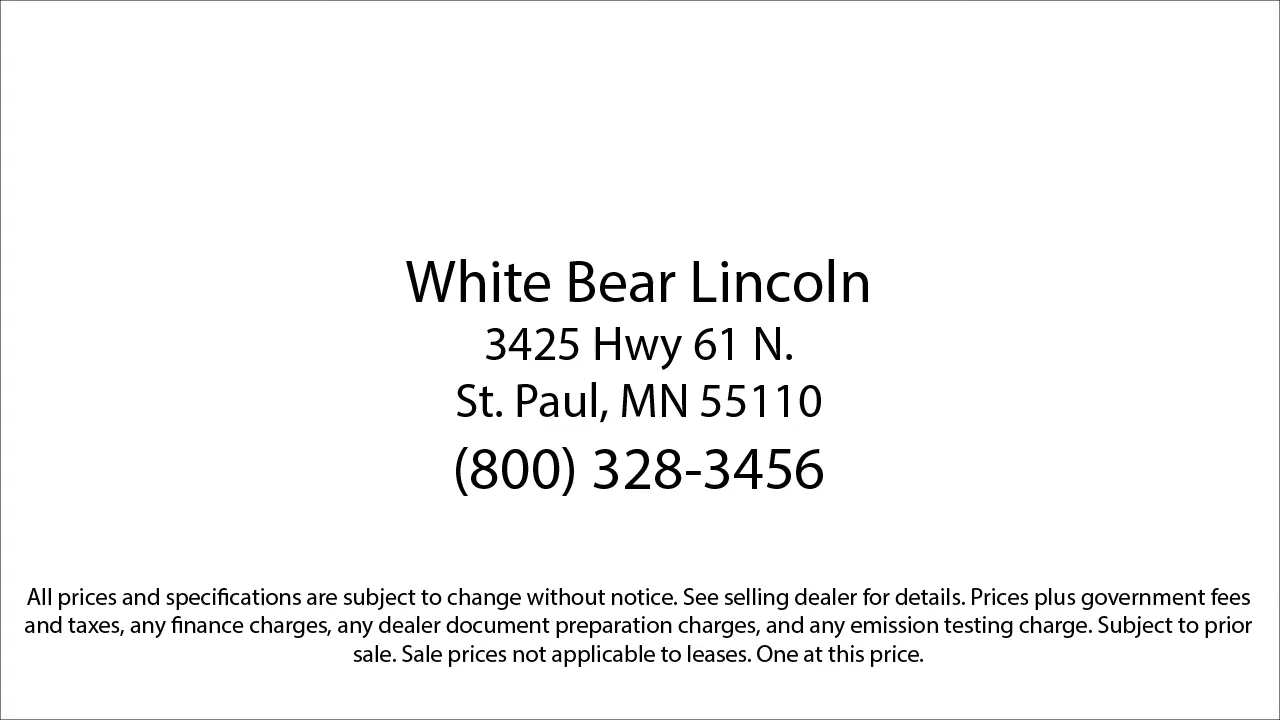 White Bear Lincoln
3425 Hwy 61 N.
St. Paul, MN 55110
(800) 328-3456
All prices and specifications are subject to change without notice. See selling dealer for details. Prices plus government fees
and taxes, any finance charges, any dealer document preparation charges, and any emission testing charge. Subject to prior
sale. Sale prices not applicable to leases. One at this price.